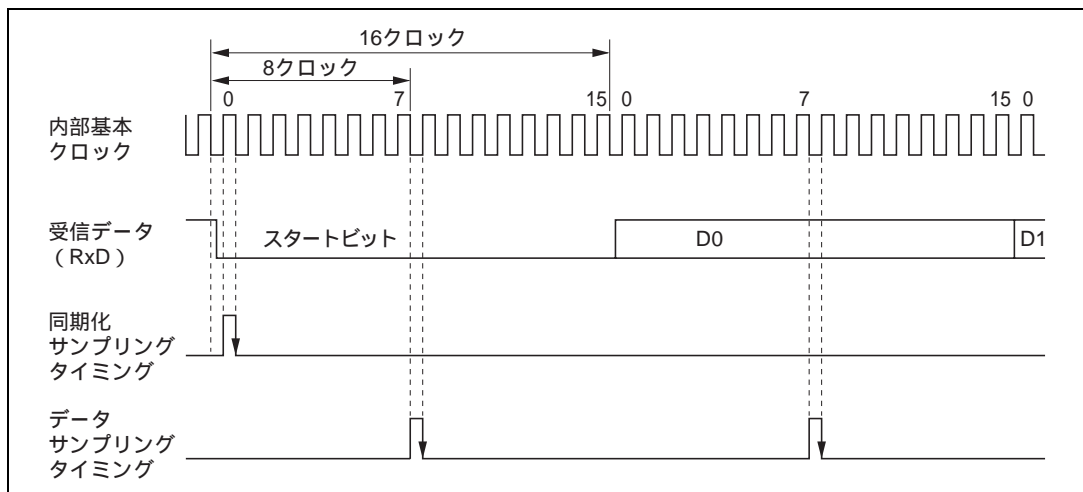 16クロック
8クロック
0 7 15 0 7 15 0
内部基本
クロック
受信データ
（RxD）
スタートビット D0 D1
同期化
サンプリング
タイミング
データ
サンプリング
タイミング